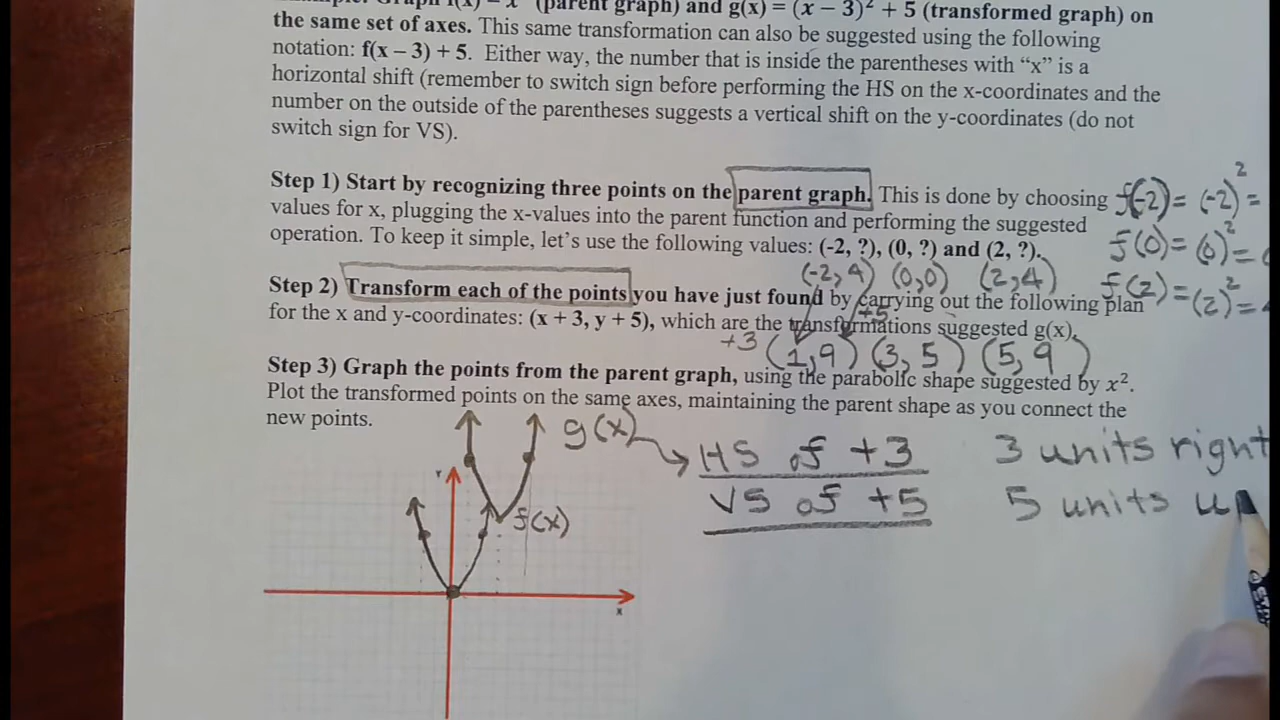 (parent graph) and g(x) = (x − 3)² + 5 (transformed graph) on
the same set of axes. This same transformation can also be suggested using the following
notation: f(x – 3) + 5. Either way, the number that is inside the parentheses with “x” is a
horizontal shift (remember to switch sign before performing the HS on the x-coordinates and the
number on the outside of the parentheses suggests a vertical shift on the y-coordinates (do not
switch sign for VS).
Step 1) Start by recognizing three points on the parent graph. This is done by choosing
f(-2) = (-2)² =
values for x, plugging the x-values into the parent function and performing the suggested
f(0) = (0)² =
operation. To keep it simple, let’s use the following values: (-2, ?), (0, ?) and (2, ?).
(-2,4) (0,0) (2,4)
f(2) = (2)² =
Step 2) Transform each of the points you have just found by carrying out the following plan
+5
for the x and y-coordinates: (x + 3, y + 5), which are the transformations suggested g(x).
+3 (1,9) (3,5) (5,9)
Step 3) Graph the points from the parent graph, using the parabolic shape suggested by x².
Plot the transformed points on the same axes, maintaining the parent shape as you connect the
new points.
g(x)
HS of +3 3 units right
VS of +5 5 units up
f(x)
Y
x